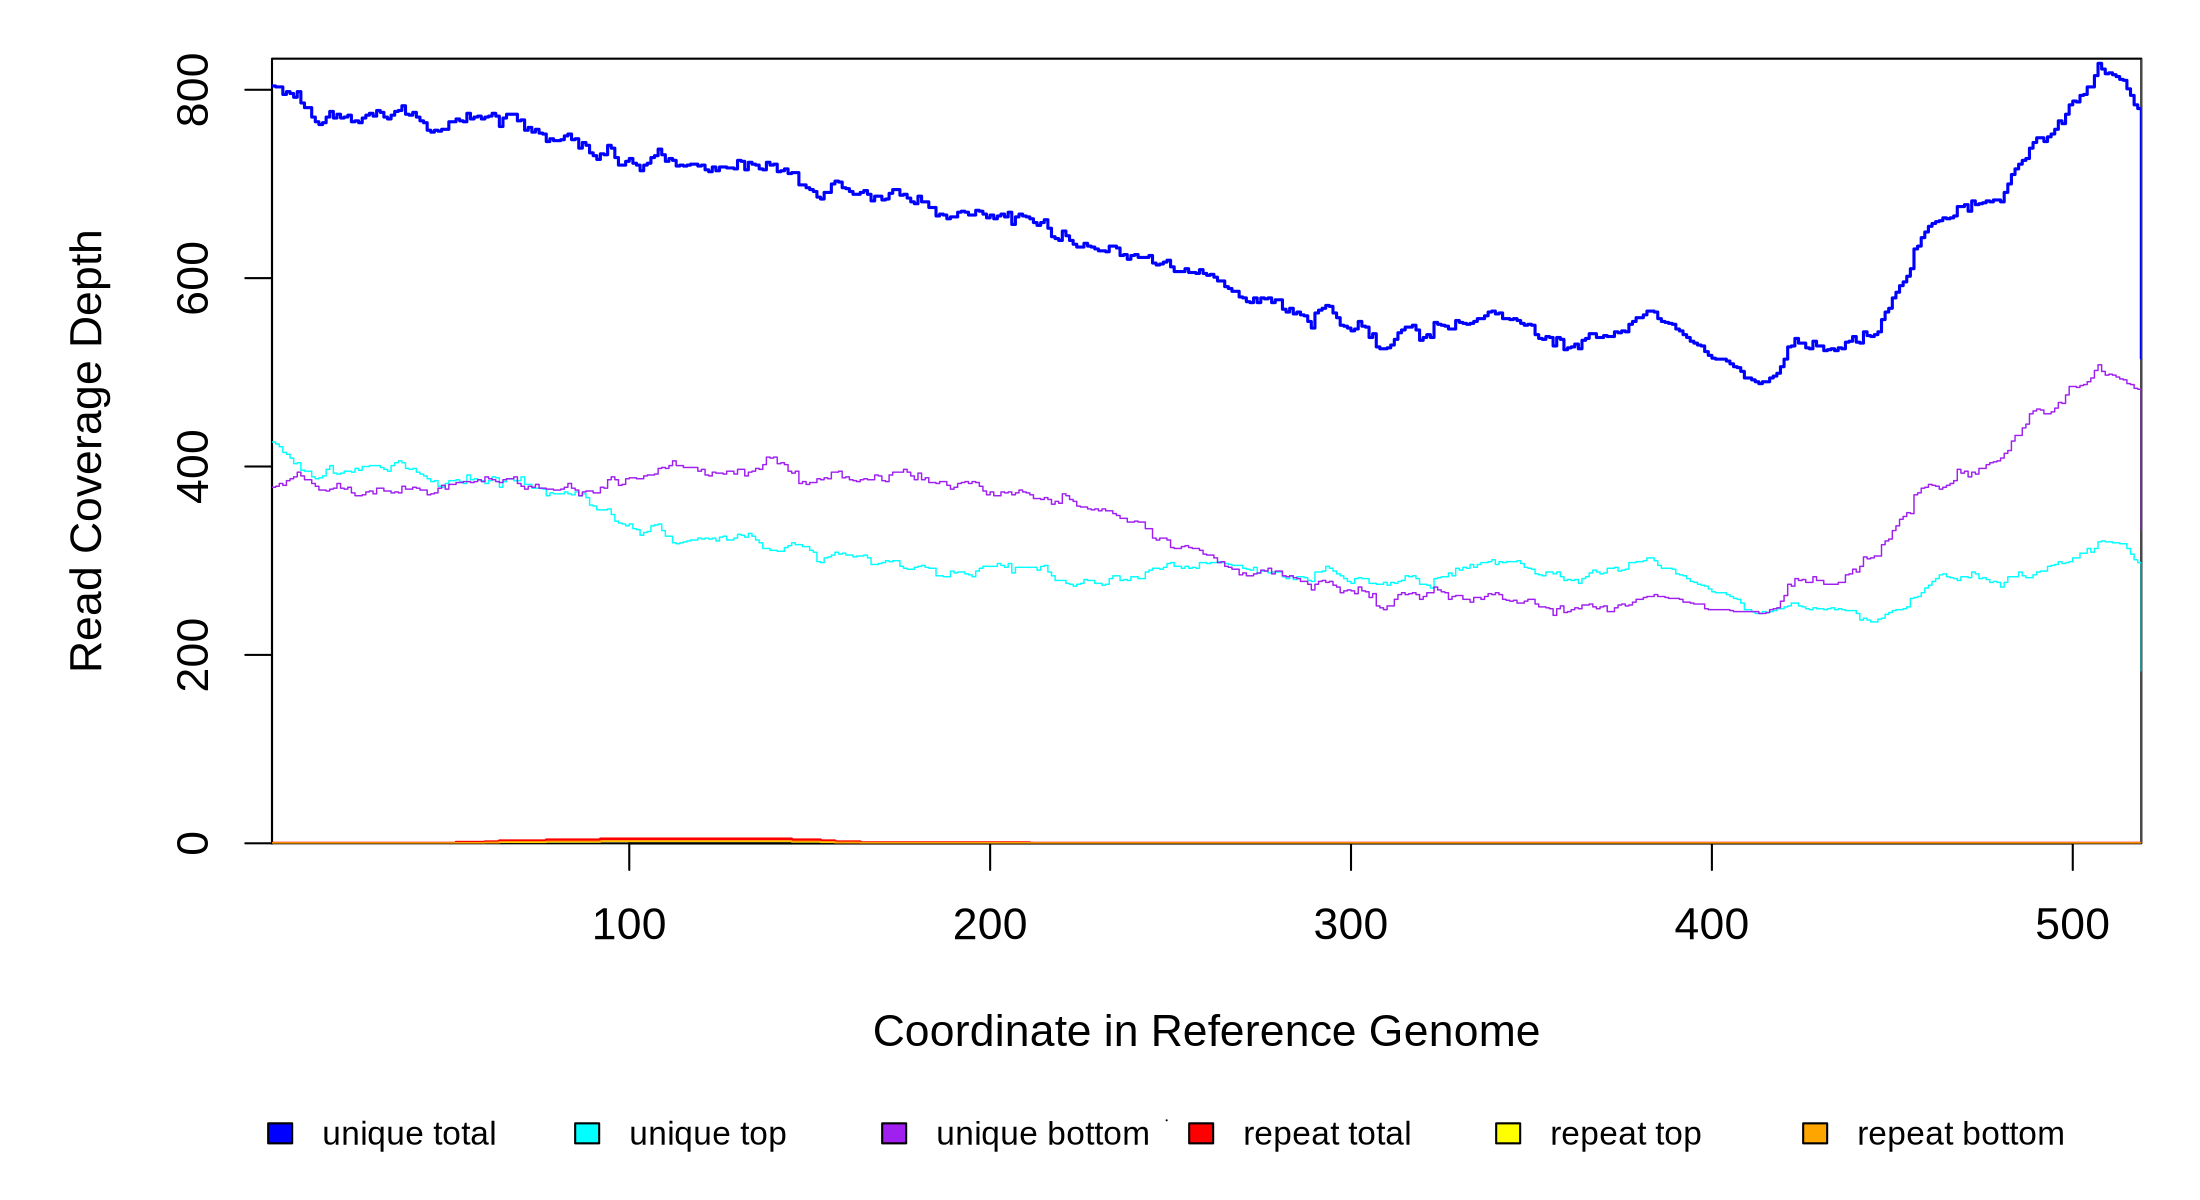 800
600
400
200
0
Read Coverage Depth
100 200 300 400 500
Coordinate in Reference Genome
unique total unique top unique bottom repeat total repeat top repeat bottom